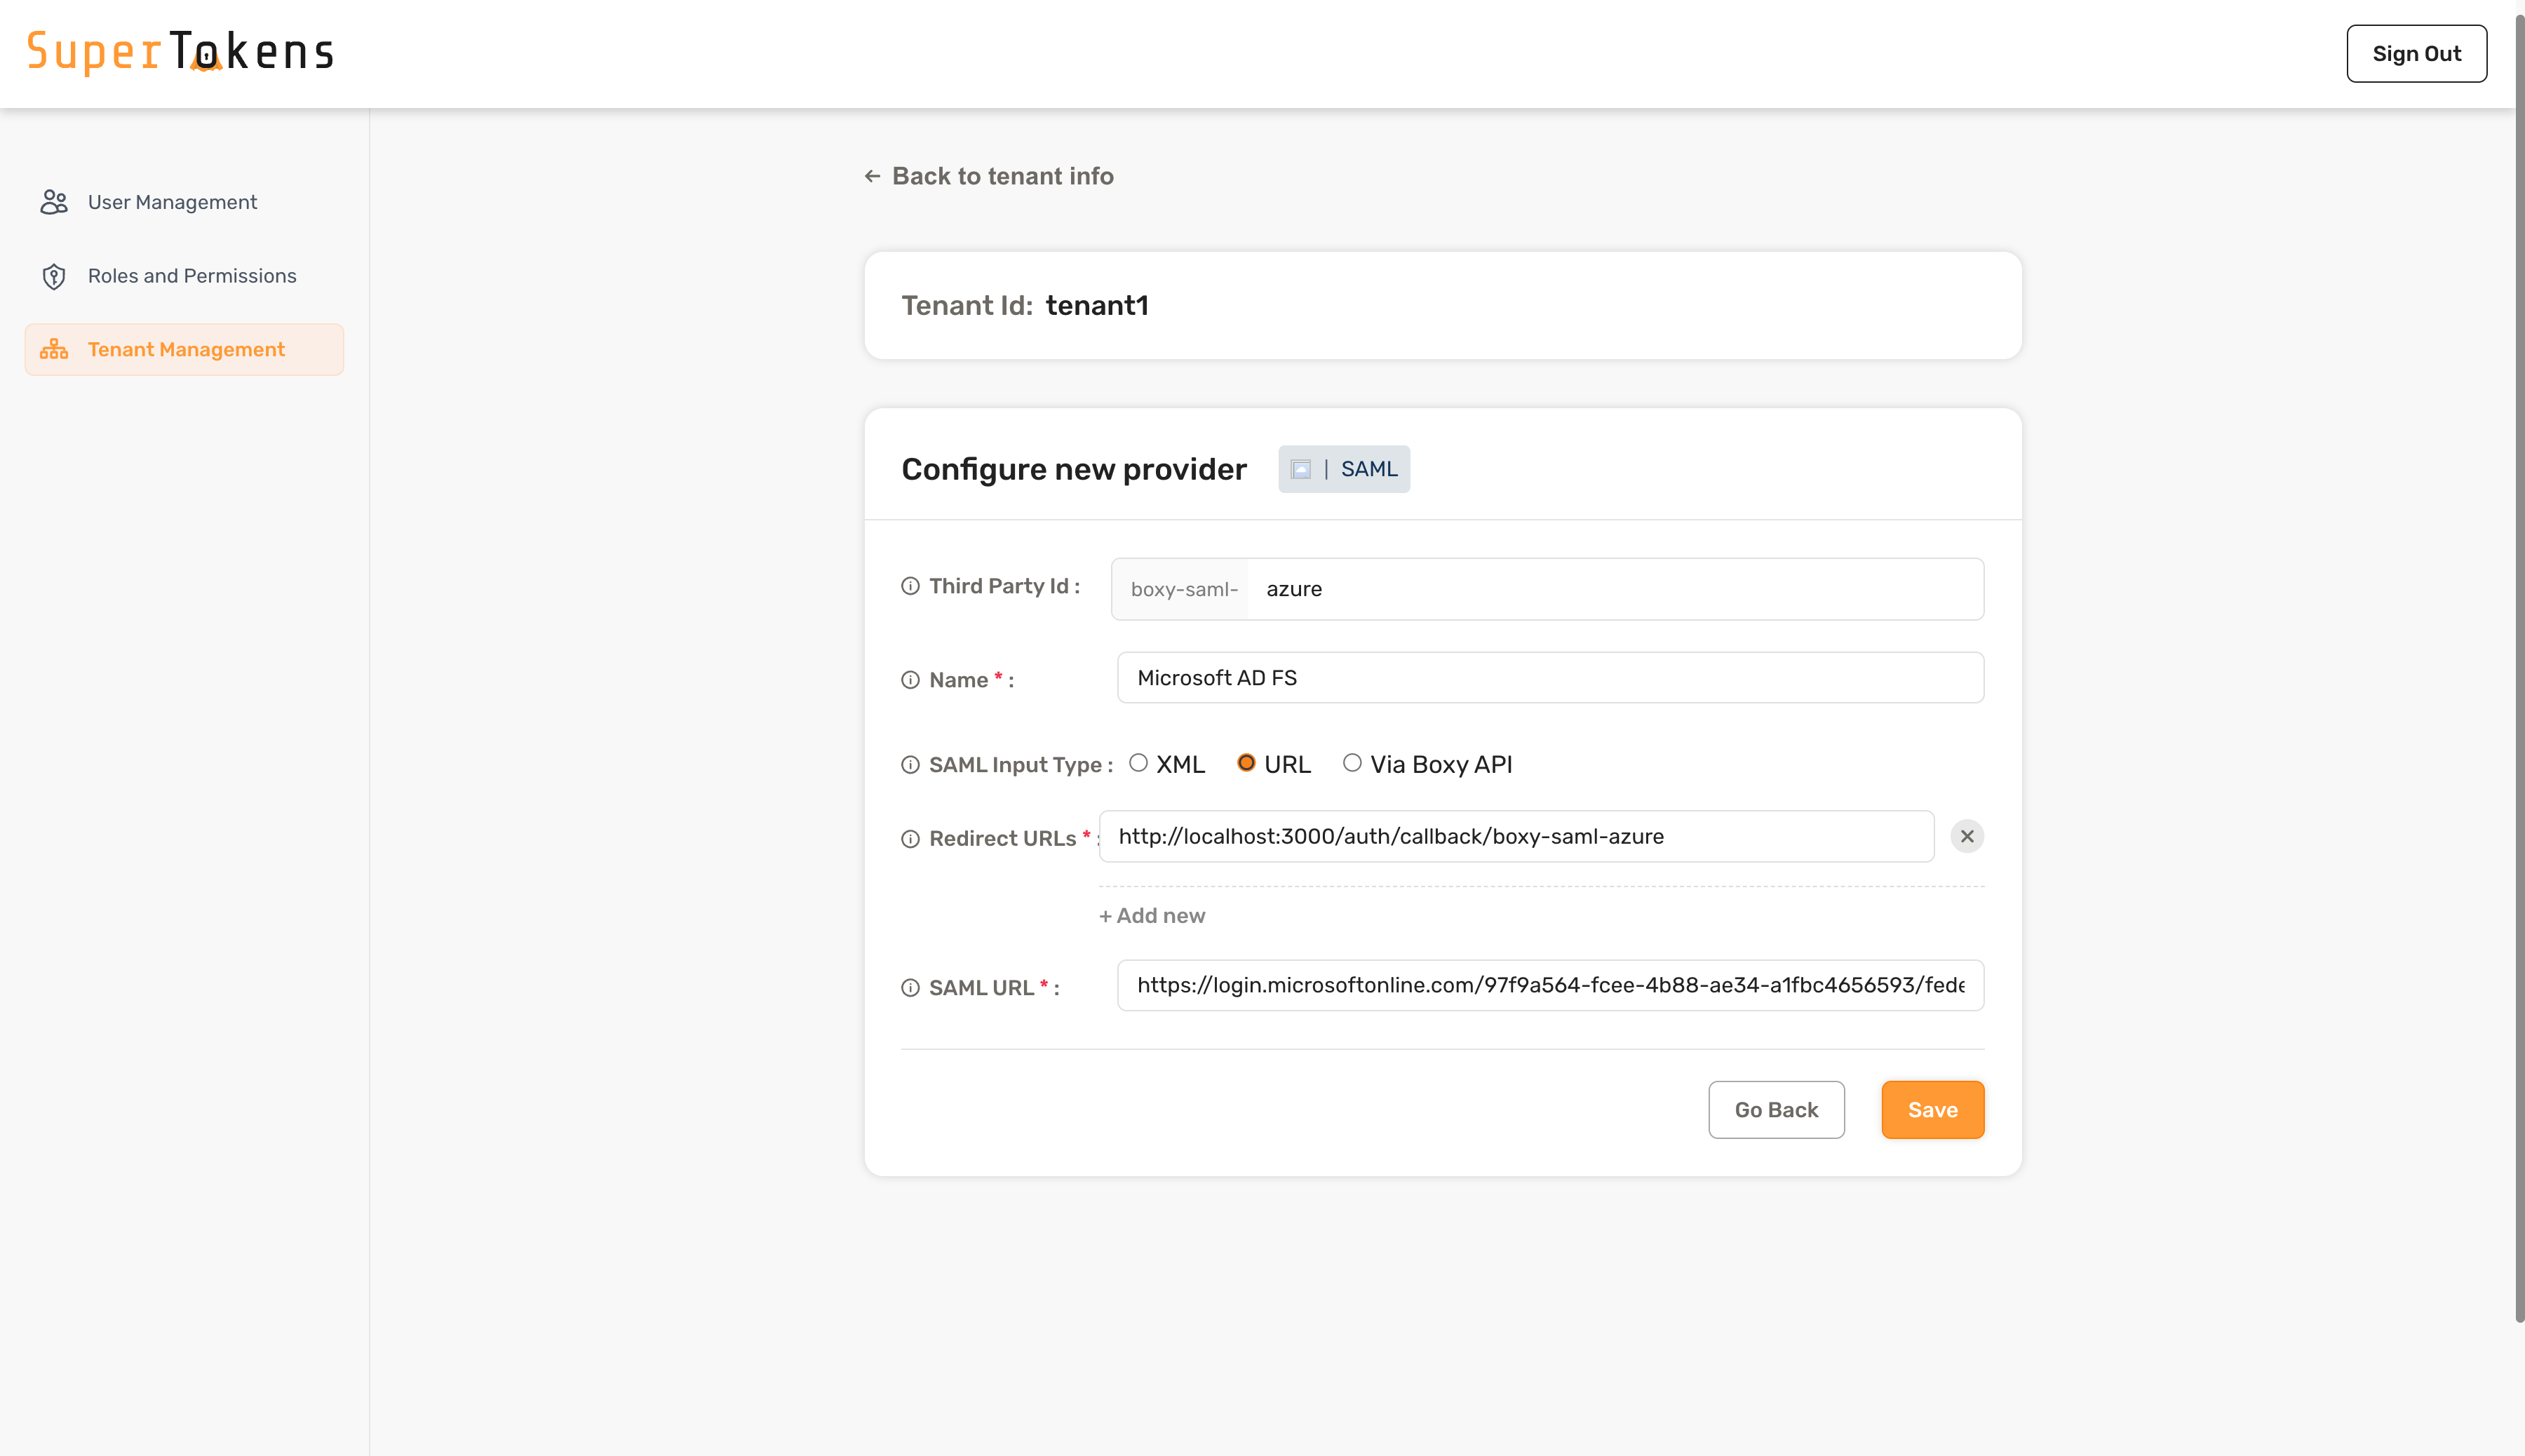 SuperTokens
Sign Out
User Management
Roles and Permissions
Tenant Management
← Back to tenant info
Tenant Id: tenant1
Configure new provider | SAML
Third Party Id : boxy-saml- azure
Name * : Microsoft AD FS
SAML Input Type : XML URL Via Boxy API
Redirect URLs * : http://localhost:3000/auth/callback/boxy-saml-azure
+ Add new
SAML URL * : https://login.microsoftonline.com/97f9a564-fcee-4b88-ae34-a1fbc4656593/fede
Go Back
Save